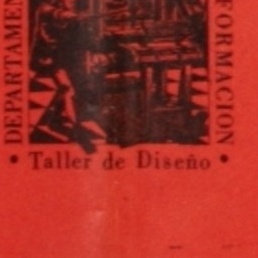 DEPARTAMEN
FORMACION
• Taller de Diseño •